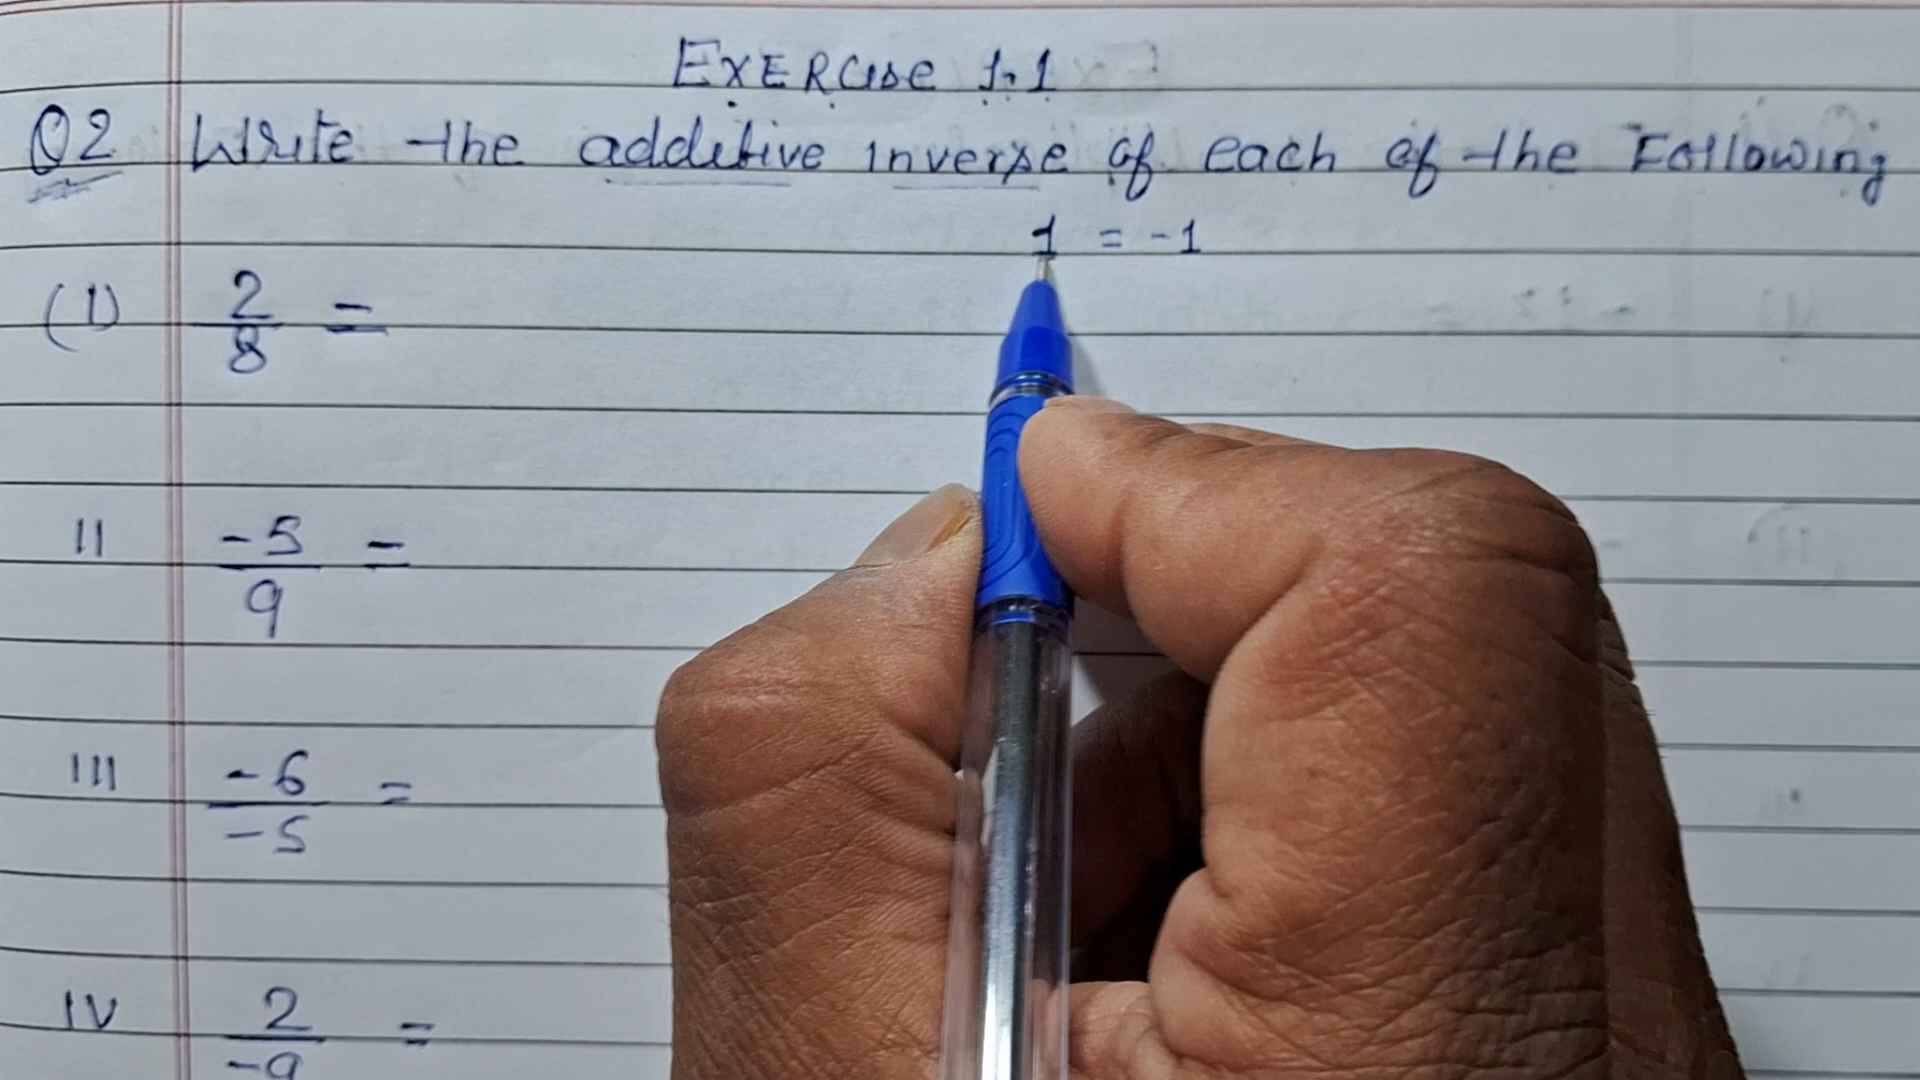 EXERCISE 1.1
Q2 Write the additive inverse of each of the Following
1 = -1
(I) 2/8 =
II -5/9 =
III -6/-5 =
IV 2/-9 =